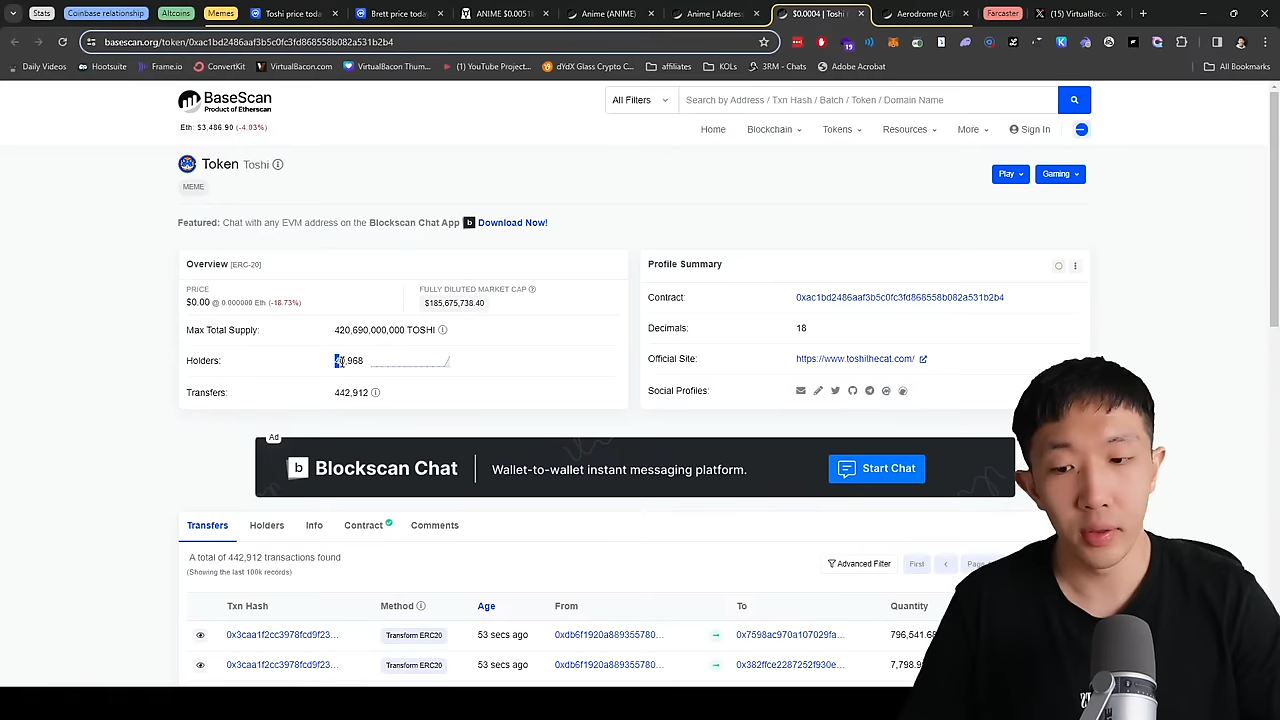 Stats
Coinbase relationship
Altcoins
Memes
Toshi price toda
Brett price today
ANIME $0.0051
Anime (ANIME)
Anime | Address
$0.0004 | Toshi
Aerodrome (AE
Farcaster
(15) VirtualBaco
basescan.org/token/0xac1bd2486aaf3b5c0fc3fd868558b082a531b2b4
Daily Videos
Hootsuite
Frame.io
ConvertKit
VirtualBacon.com
VirtualBacon Thum...
(1) YouTube Project...
dYdX Glass Crypto C...
affiliates
KOLs
3RM - Chats
Adobe Acrobat
All Bookmarks
BaseScan
Product of Etherscan
All Filters
Search by Address / Txn Hash / Batch / Token / Domain Name
Eth: $3,486.90 (-4.03%)
Home
Blockchain
Tokens
Resources
More
Sign In
Token Toshi
Play
Gaming
MEME
Featured: Chat with any EVM address on the Blockscan Chat App b Download Now!
Overview [ERC-20]
PRICE
$0.00 @ 0.000000 Eth (-18.73%)
FULLY DILUTED MARKET CAP
$185,675,738.40
Max Total Supply:
420,690,000,000 TOSHI
Holders:
,968
Transfers:
442,912
Profile Summary
Contract:
0xac1bd2486aaf3b5c0fc3fd868558b082a531b2b4
Decimals:
18
Official Site:
https://www.toshithecat.com/
Social Profiles:
Ad
b Blockscan Chat
Wallet-to-wallet instant messaging platform.
Start Chat
Transfers
Holders
Info
Contract
Comments
A total of 442,912 transactions found
(Showing the last 100k records)
Advanced Filter
First
Page
Txn Hash
Method
Age
From
To
Quantity
0x3caa1f2cc3978fcd9f23...
Transform ERC20
53 secs ago
0xdb6f1920a889355780...
0x7598ac970a107029fa...
796,541.68
0x3caa1f2cc3978fcd9f23...
Transform ERC20
53 secs ago
0xdb6f1920a889355780...
0x382ffce2287252f930e...
7,798.9